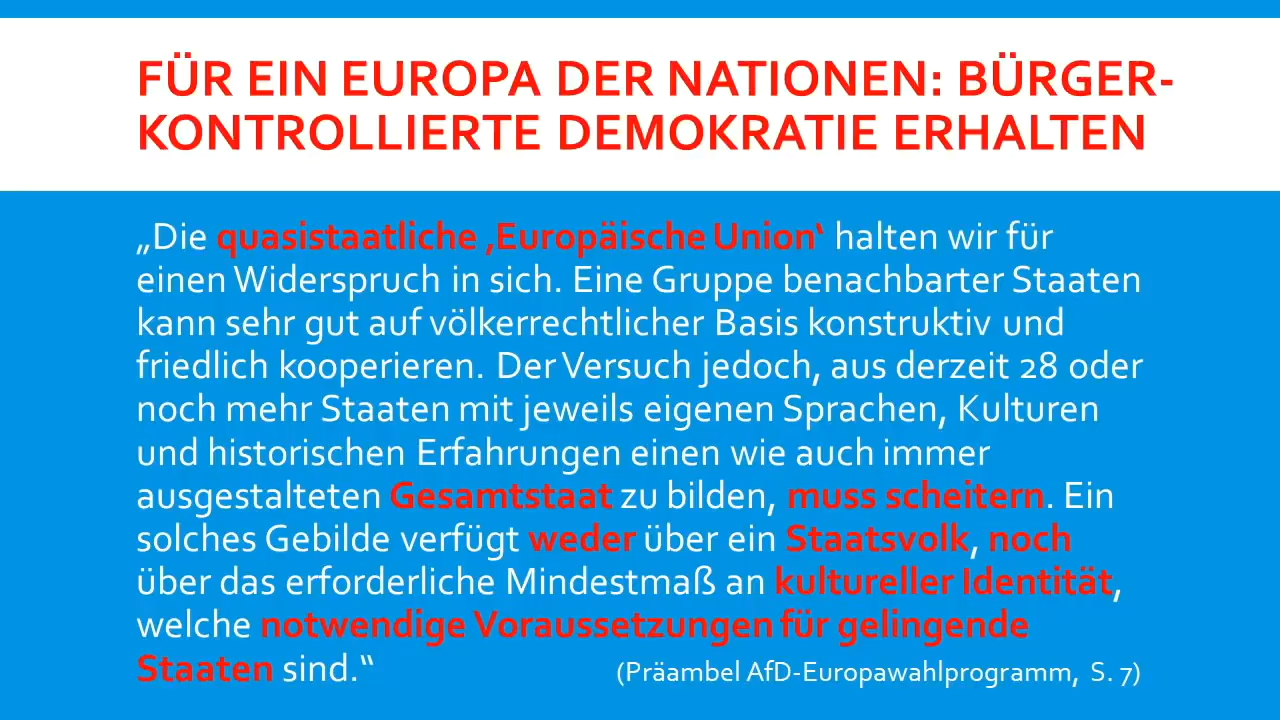 FÜR EIN EUROPA DER NATIONEN: BÜRGER-
KONTROLLIERTE DEMOKRATIE ERHALTEN
„Die quasistaatliche ‚Europäische Union‘ halten wir für
einen Widerspruch in sich. Eine Gruppe benachbarter Staaten
kann sehr gut auf völkerrechtlicher Basis konstruktiv und
friedlich kooperieren. Der Versuch jedoch, aus derzeit 28 oder
noch mehr Staaten mit jeweils eigenen Sprachen, Kulturen
und historischen Erfahrungen einen wie auch immer
ausgestalteten Gesamtstaat zu bilden, muss scheitern. Ein
solches Gebilde verfügt weder über ein Staatsvolk, noch
über das erforderliche Mindestmaß an kultureller Identität,
welche notwendige Voraussetzungen für gelingende
Staaten sind.“ (Präambel AfD-Europawahlprogramm, S. 7)